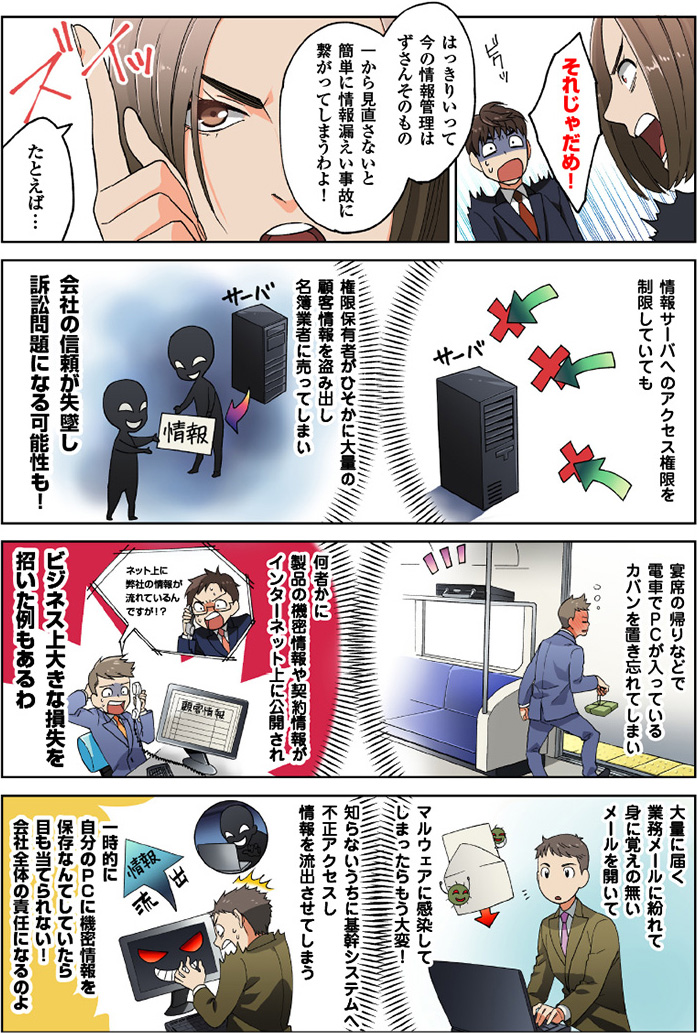 それじゃだめ!
ビクッ
はっきりいって
今の情報管理は
ずさんそのもの
一から見直さないと
簡単に情報漏えい事故に
繋がってしまうわよ!
ズイッ
たとえば…
情報サーバへのアクセス権限を
制限していても
サーバ
権限保有者がひそかに大量の
顧客情報を盗み出し
名簿業者に売ってしまい
サーバ
情報
会社の信頼が失墜し
訴訟問題になる可能性も!
宴席の帰りなどで
電車でPCが入っている
カバンを置き忘れてしまい
何者かに
製品の機密情報や契約情報が
インターネット上に公開され
ネット上に
弊社の情報が
流れているんですが!?
顧客情報
ビジネス上大きな損失を
招いた例もあるわ
大量に届く
業務メールに紛れて
身に覚えの無い
メールを開いて
マルウェアに感染して
しまったらもう大変!
知らないうちに基幹システムへ
不正アクセスし
情報を流出させてしまう
情報
流出
一時的に
自分のPCに機密情報を
保存なんてしていたら
目も当てられない!
会社全体の責任になるのよ